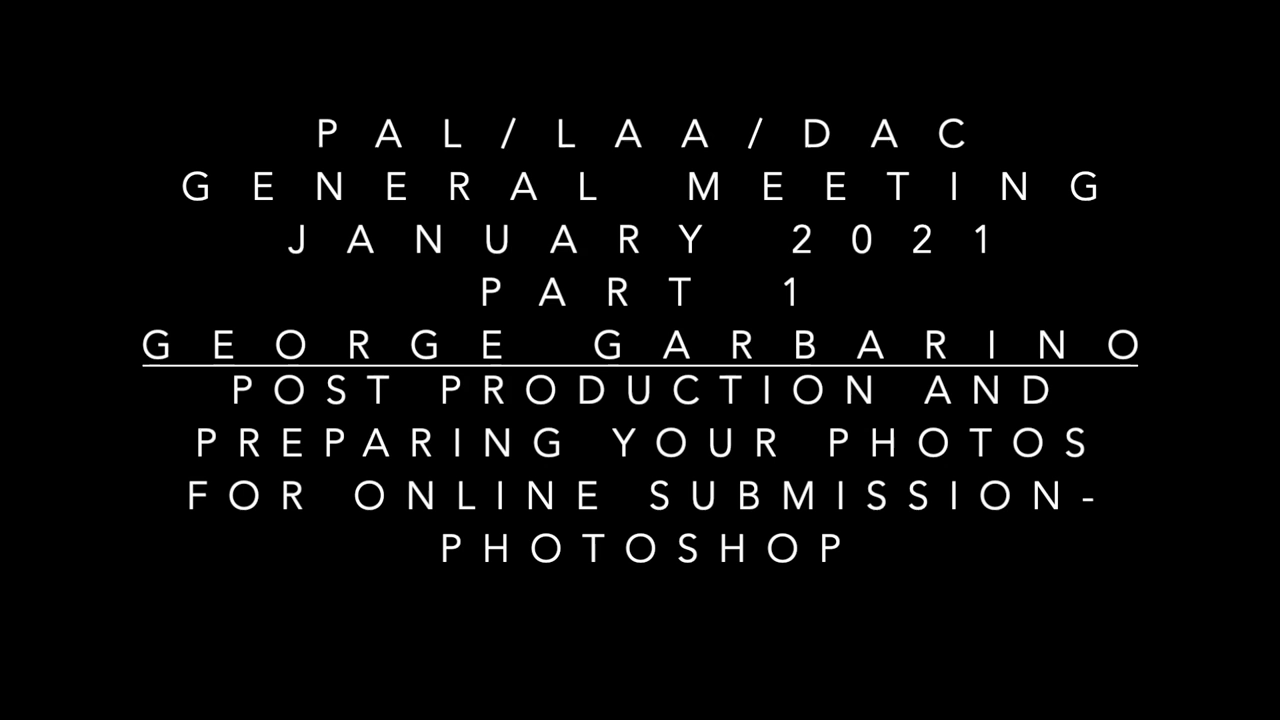 PAL/LAA/DAC
GENERAL MEETING
JANUARY 2021
PART 1
GEORGE GARBARINO
POST PRODUCTION AND
PREPARING YOUR PHOTOS
FOR ONLINE SUBMISSION-
PHOTOSHOP